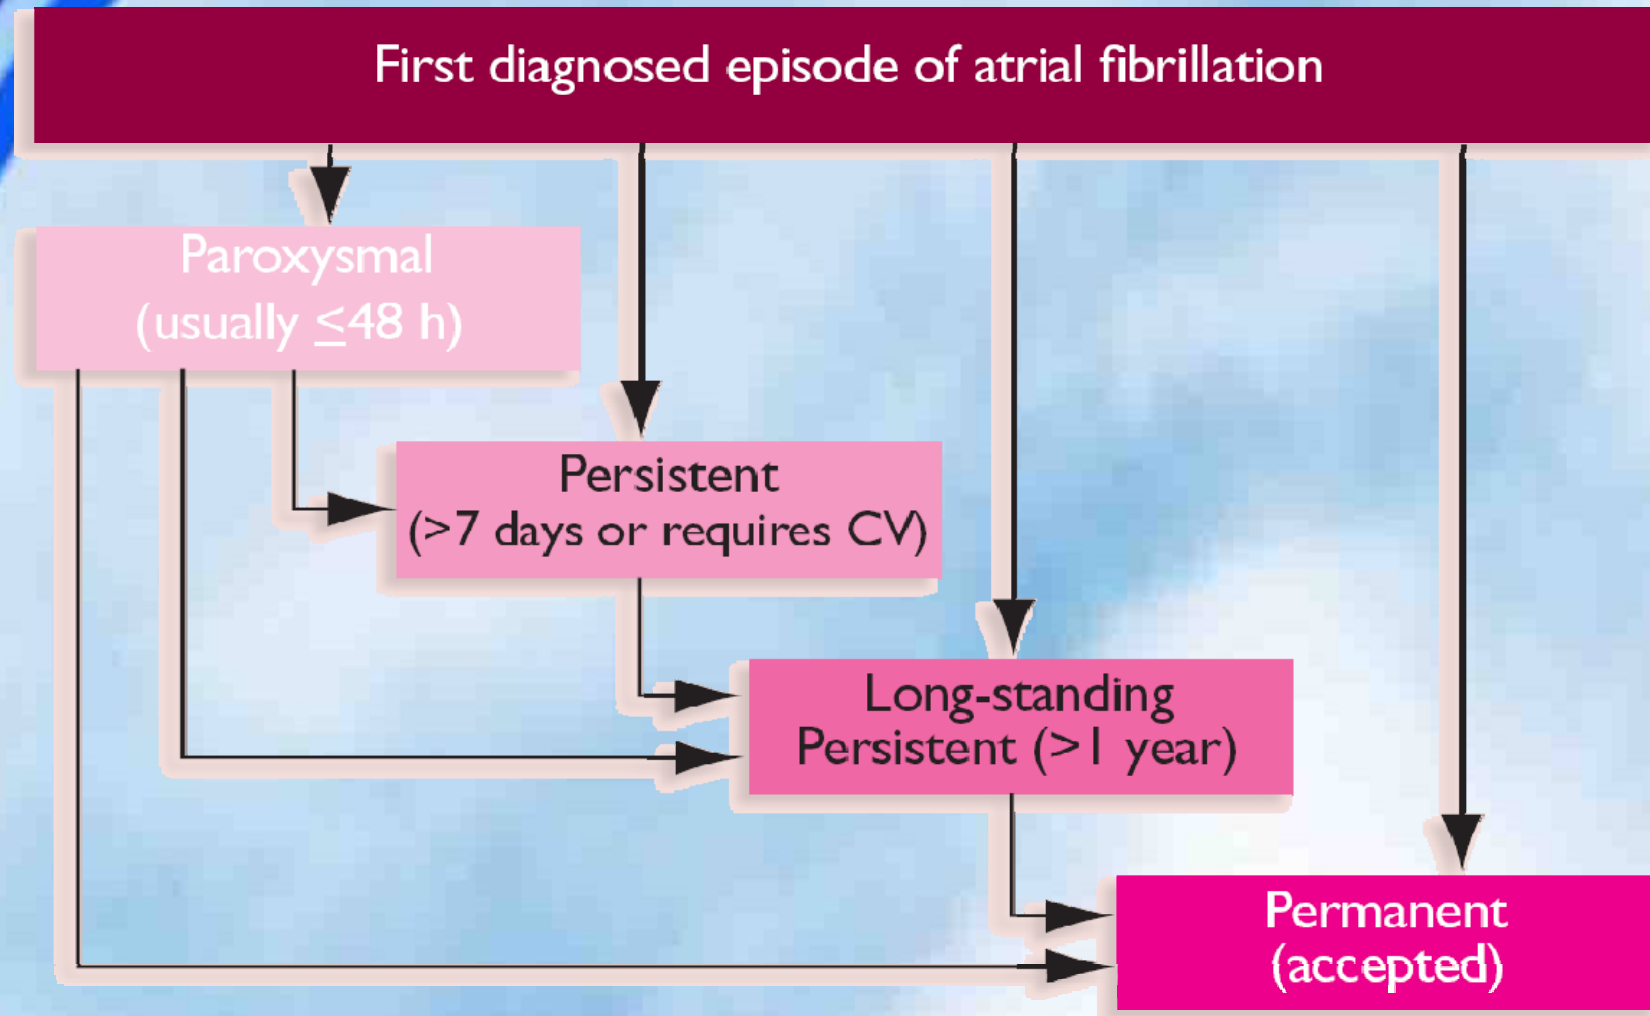 First diagnosed episode of atrial fibrillation
Paroxysmal
(usually ≤48 h)
Persistent
(>7 days or requires CV)
Long-standing
Persistent (>1 year)
Permanent
(accepted)